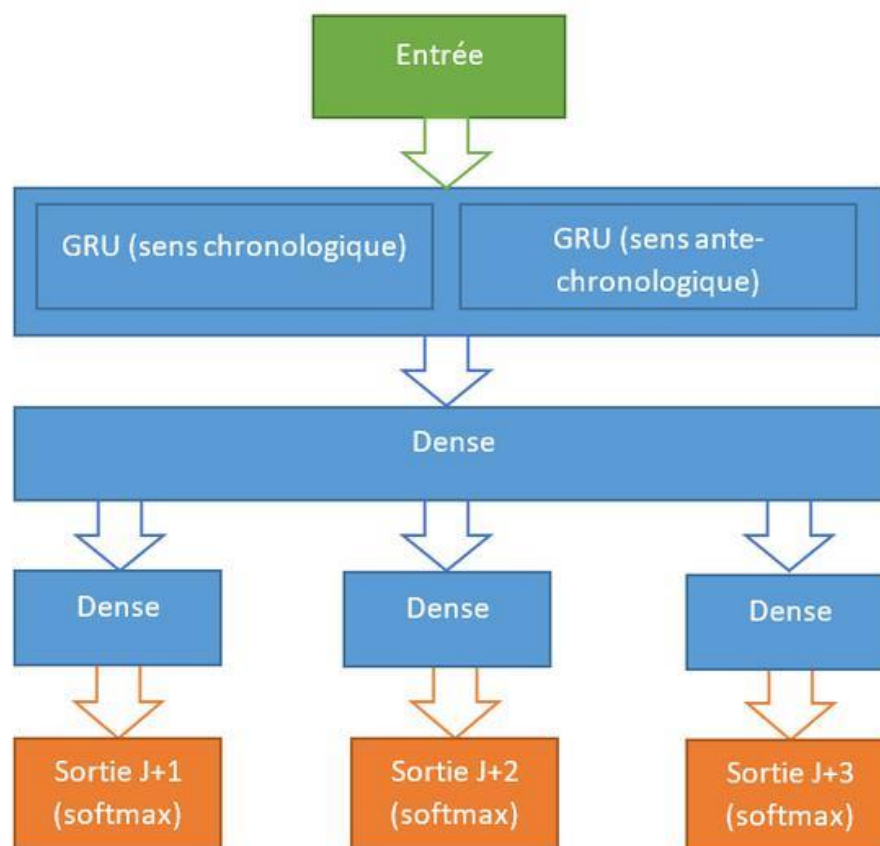 Entrée
GRU (sens chronologique)
GRU (sens ante-
chronologique)
Dense
Dense
Dense
Dense
Sortie J+1
(softmax)
Sortie J+2
(softmax)
Sortie J+3
(softmax)